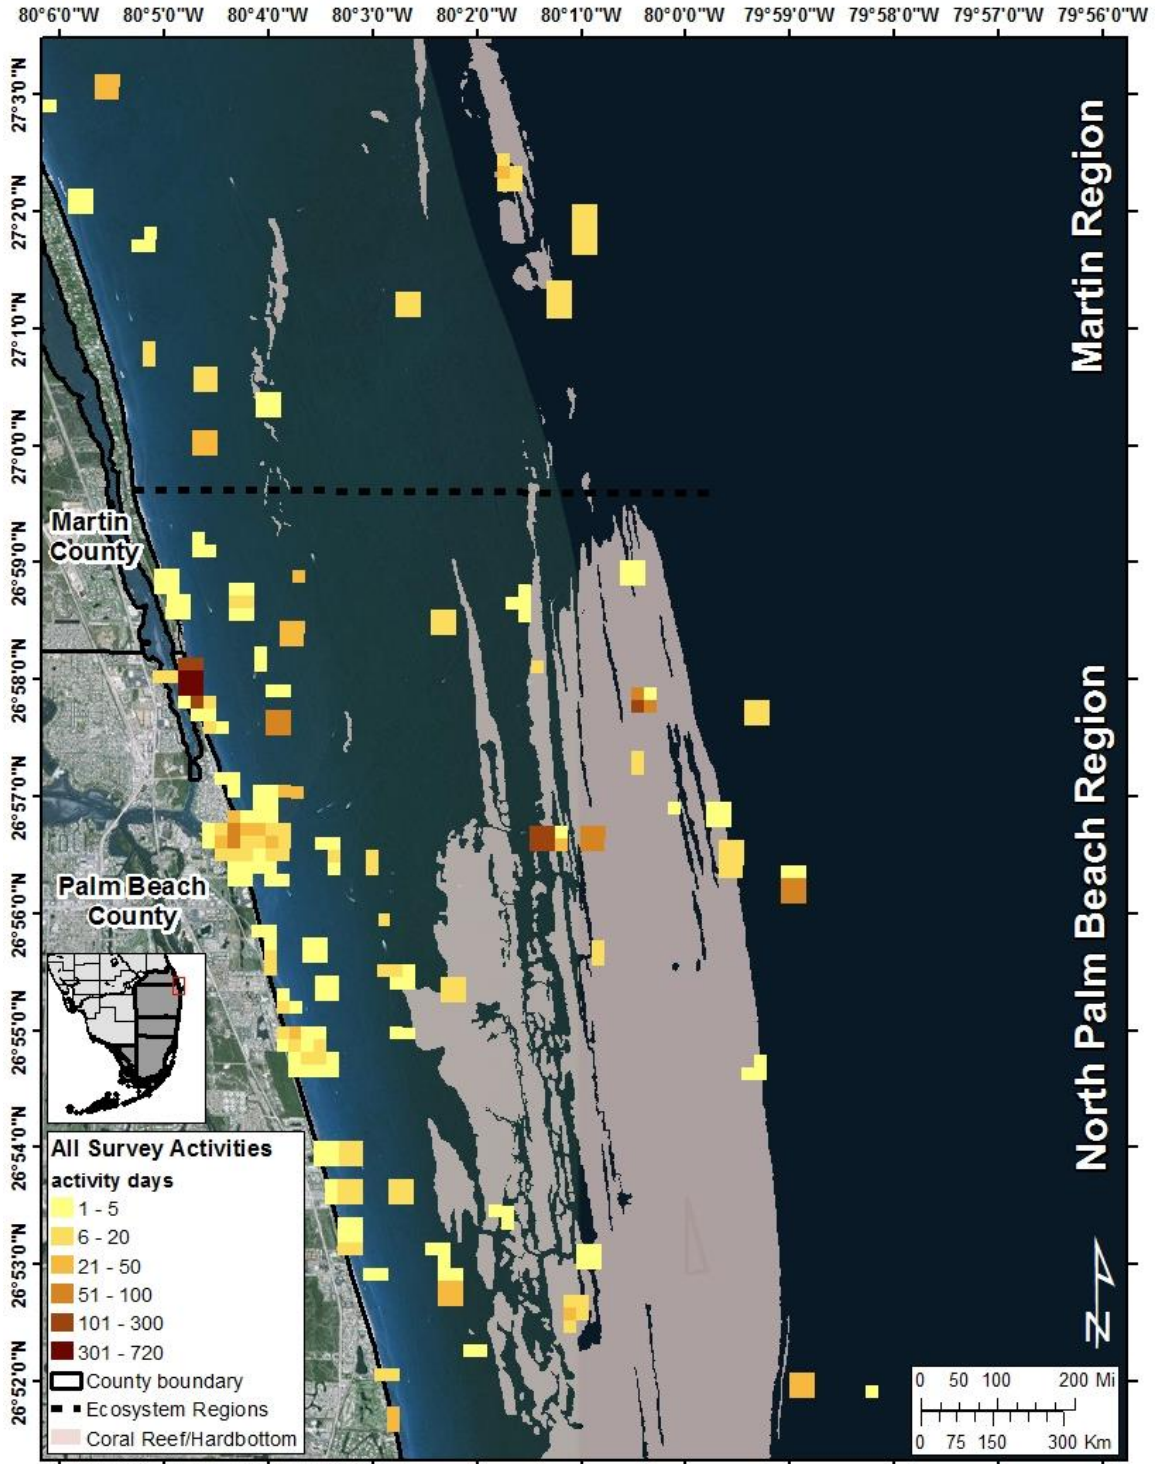 80°6'0"W 80°5'0"W 80°4'0"W 80°3'0"W 80°2'0"W 80°1'0"W 80°0'0"W 79°59'0"W 79°58'0"W 79°57'0"W 79°56'0"W
27°3'0"N
27°2'0"N
27°1'0"N
27°0'0"N
26°59'0"N
26°58'0"N
26°57'0"N
26°56'0"N
26°55'0"N
26°54'0"N
26°53'0"N
26°52'0"N
Martin Region
North Palm Beach Region
Martin
County
Palm Beach
County
All Survey Activities
activity days
1 - 5
6 - 20
21 - 50
51 - 100
101 - 300
301 - 720
County boundary
Ecosystem Regions
Coral Reef/Hardbottom
N
0 50 100 200 Mi
0 75 150 300 Km